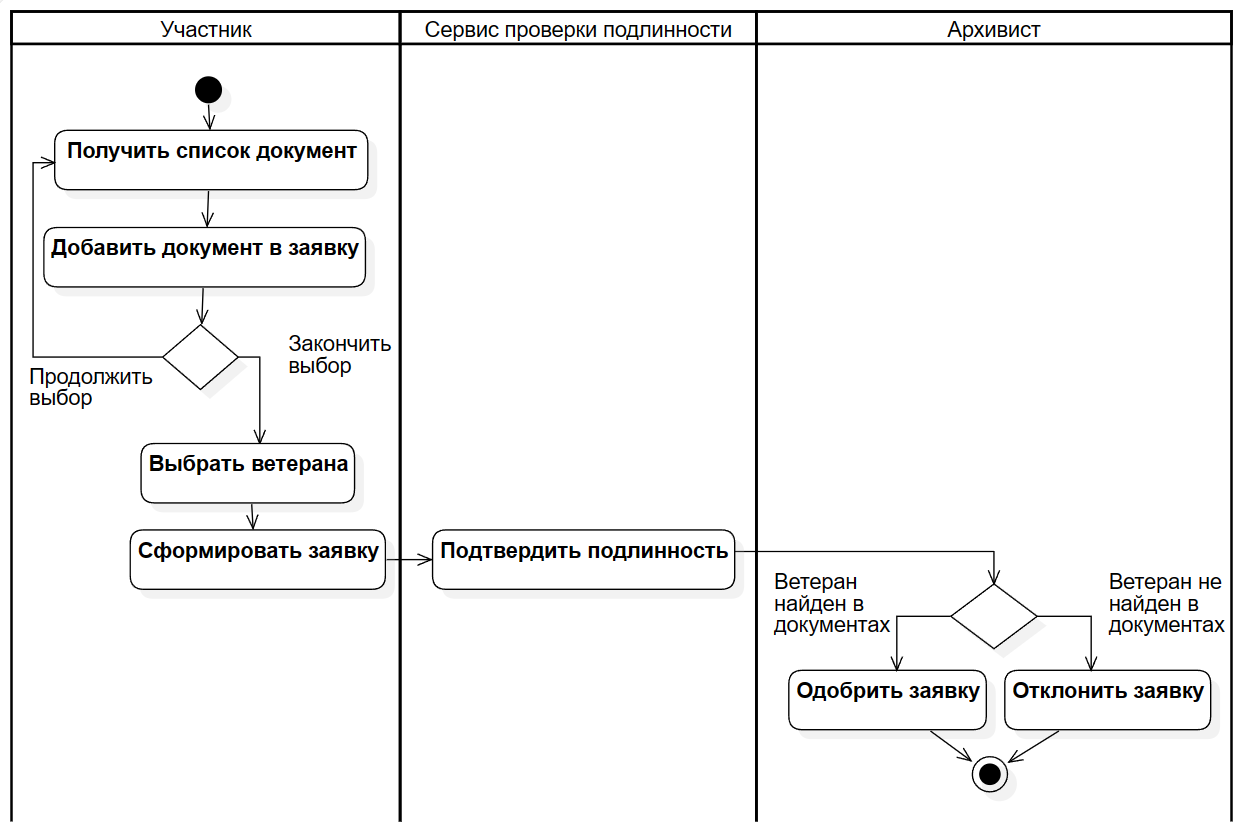 Участник
Сервис проверки подлинности
Архивист
Получить список документ
Добавить документ в заявку
Закончить
выбор
Продолжить
выбор
Выбрать ветерана
Сформировать заявку
Подтвердить подлинность
Ветеран
найден в
документах
Ветеран не
найден в
документах
Одобрить заявку
Отклонить заявку